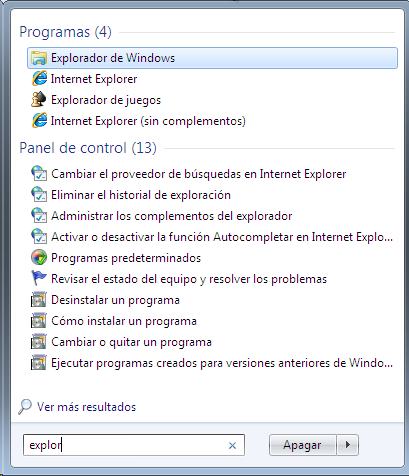 Programas (4)
Explorador de Windows
Internet Explorer
Explorador de juegos
Internet Explorer (sin complementos)
Panel de control (13)
Cambiar el proveedor de búsquedas en Internet Explorer
Eliminar el historial de exploración
Administrar los complementos del explorador
Activar o desactivar la función Autocompletar en Internet Explo...
Programas predeterminados
Revisar el estado del equipo y resolver los problemas
Desinstalar un programa
Cómo instalar un programa
Cambiar o quitar un programa
Ejecutar programas creados para versiones anteriores de Windo...
Ver más resultados
explor
Apagar